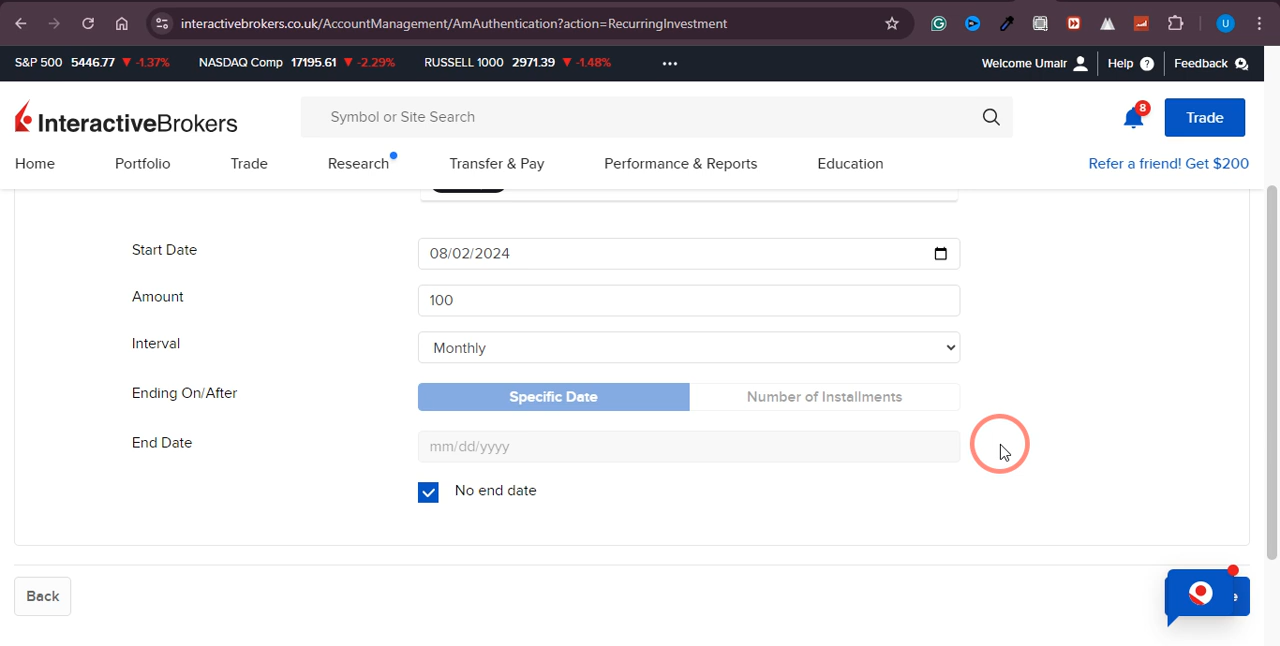 interactivebrokers.co.uk/AccountManagement/AmAuthentication?action=RecurringInvestment
U
S&P 500 5446.77 ▼ -1.37% NASDAQ Comp 17195.61 ▼ -2.29% RUSSELL 1000 2971.39 ▼ -1.48% •••
Welcome Umair Help ? Feedback
InteractiveBrokers
Symbol or Site Search
8
Trade
Home Portfolio Trade Research Transfer & Pay Performance & Reports Education Refer a friend! Get $200
Start Date 08/02/2024
Amount 100
Interval Monthly
Ending On/After Specific Date Number of Installments
End Date mm/dd/yyyy
No end date
Back